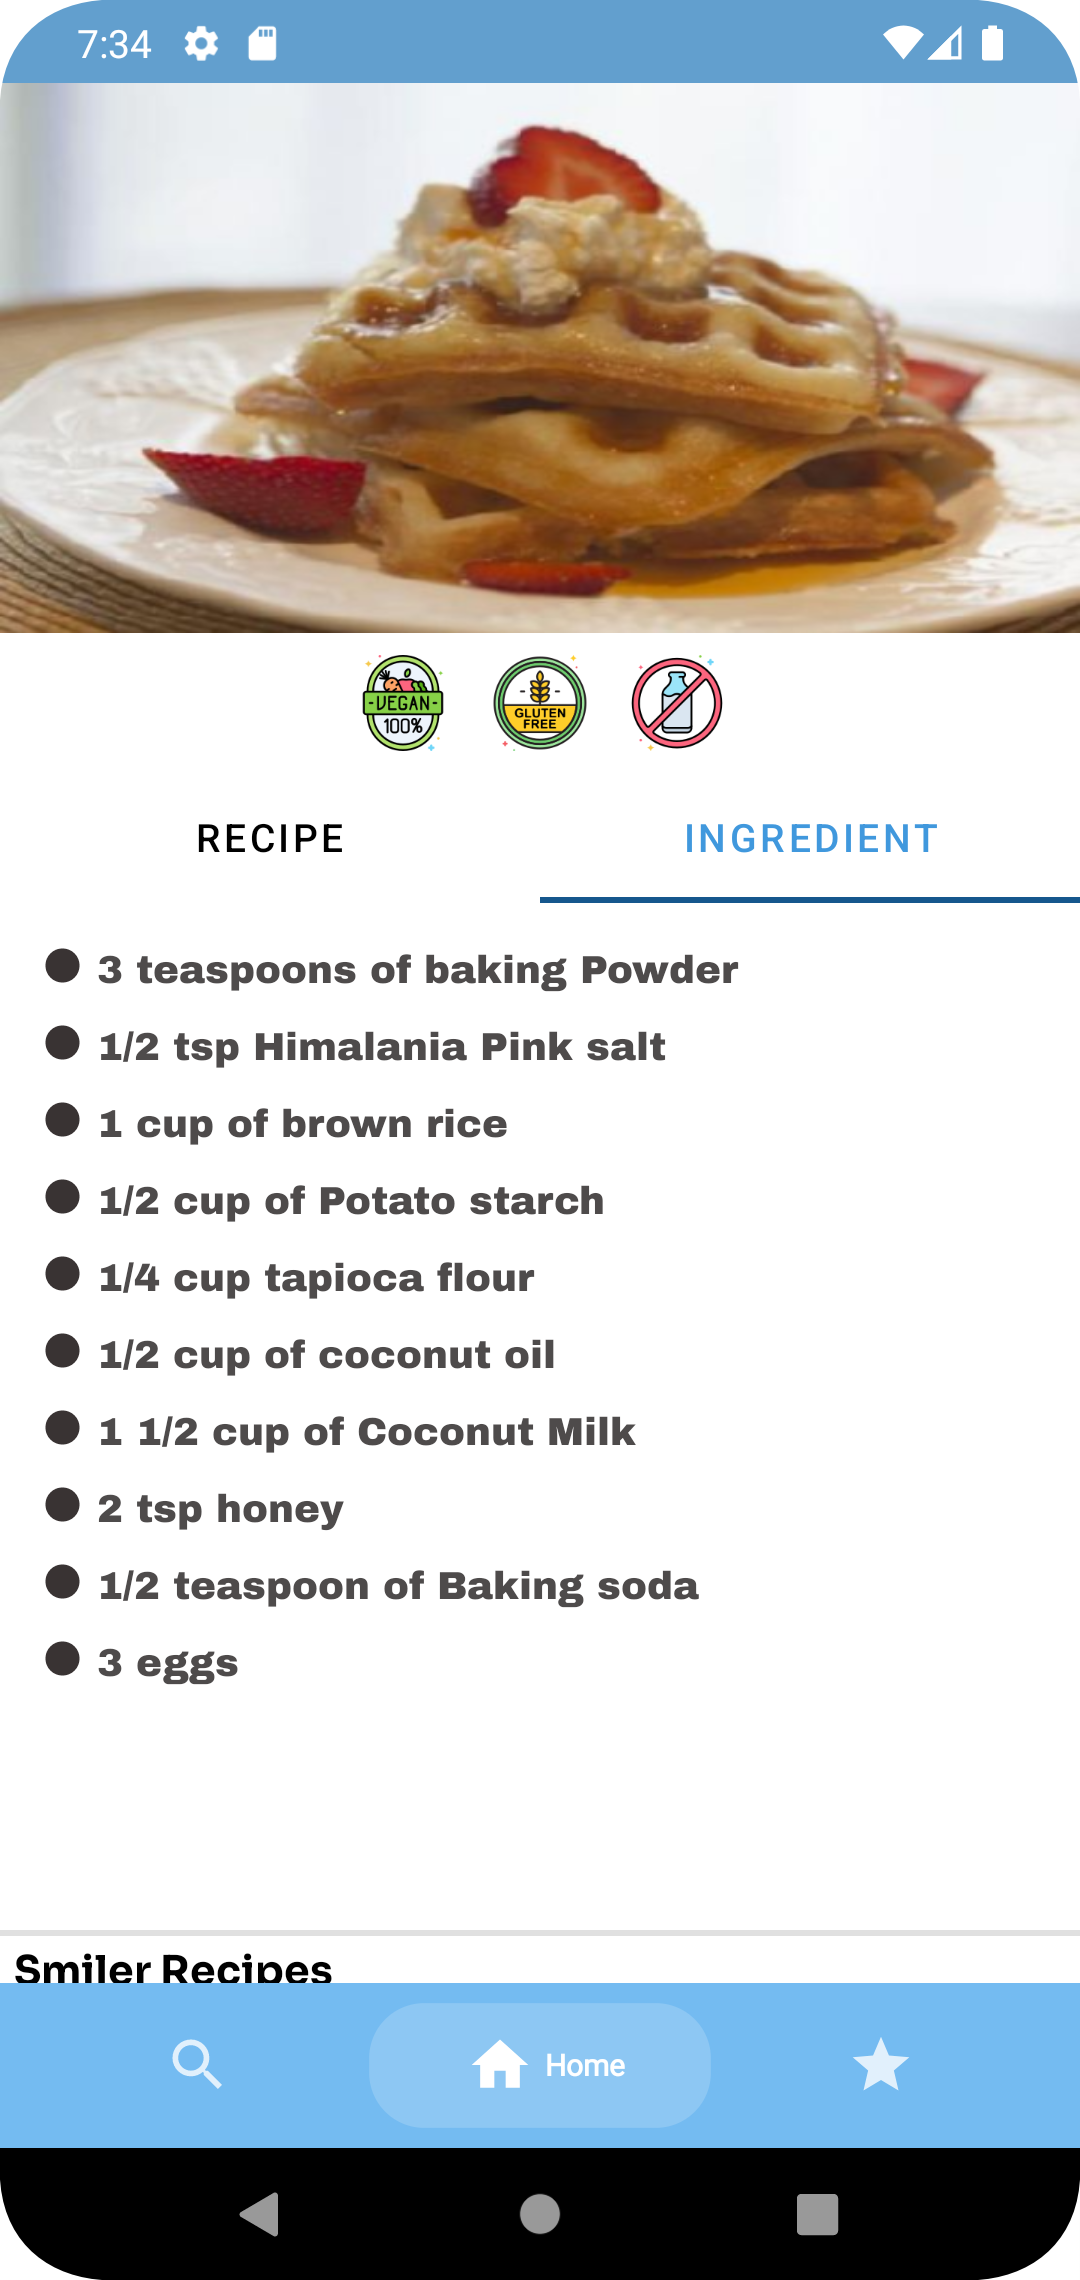 7:34
-VEGAN-
100%
GLUTEN
FREE
RECIPE
INGREDIENT
3 teaspoons of baking Powder
1/2 tsp Himalania Pink salt
1 cup of brown rice
1/2 cup of Potato starch
1/4 cup tapioca flour
1/2 cup of coconut oil
1 1/2 cup of Coconut Milk
2 tsp honey
1/2 teaspoon of Baking soda
3 eggs
Smiler Recipes
Home